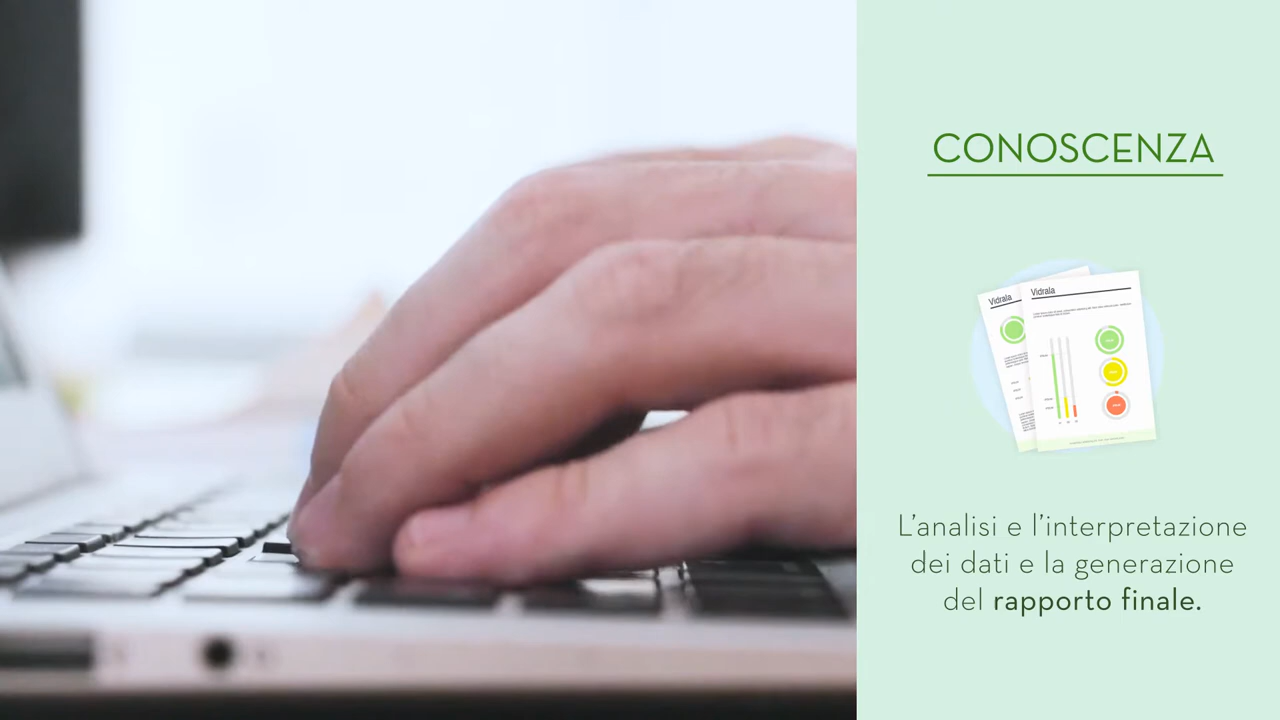 CONOSCENZA
Vidrala
Vidrala
L'analisi e l'interpretazione
dei dati e la generazione
del rapporto finale.